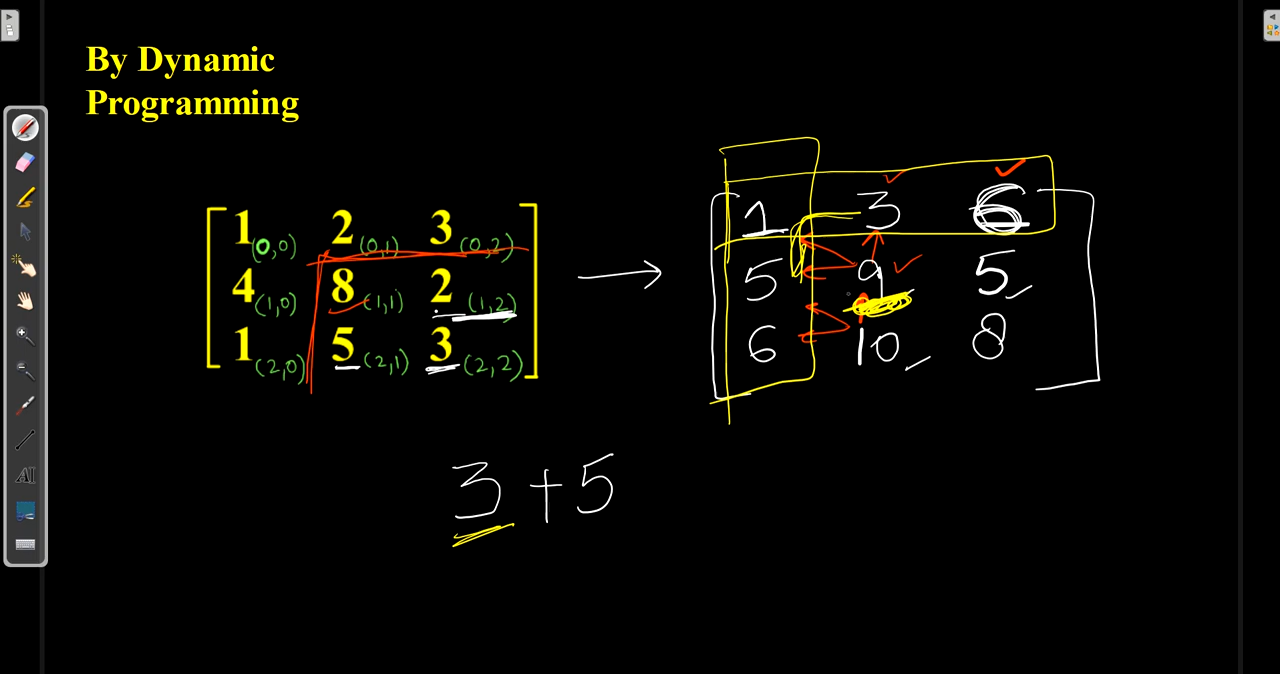 By Dynamic
Programming
1(0,0) 2(0,1) 3(0,2)
4(1,0) 8(1,1) 2(1,2)
1(2,0) 5(2,1) 3(2,2)
1 3 6
5 9 5
6 10 8
3 + 5
AI